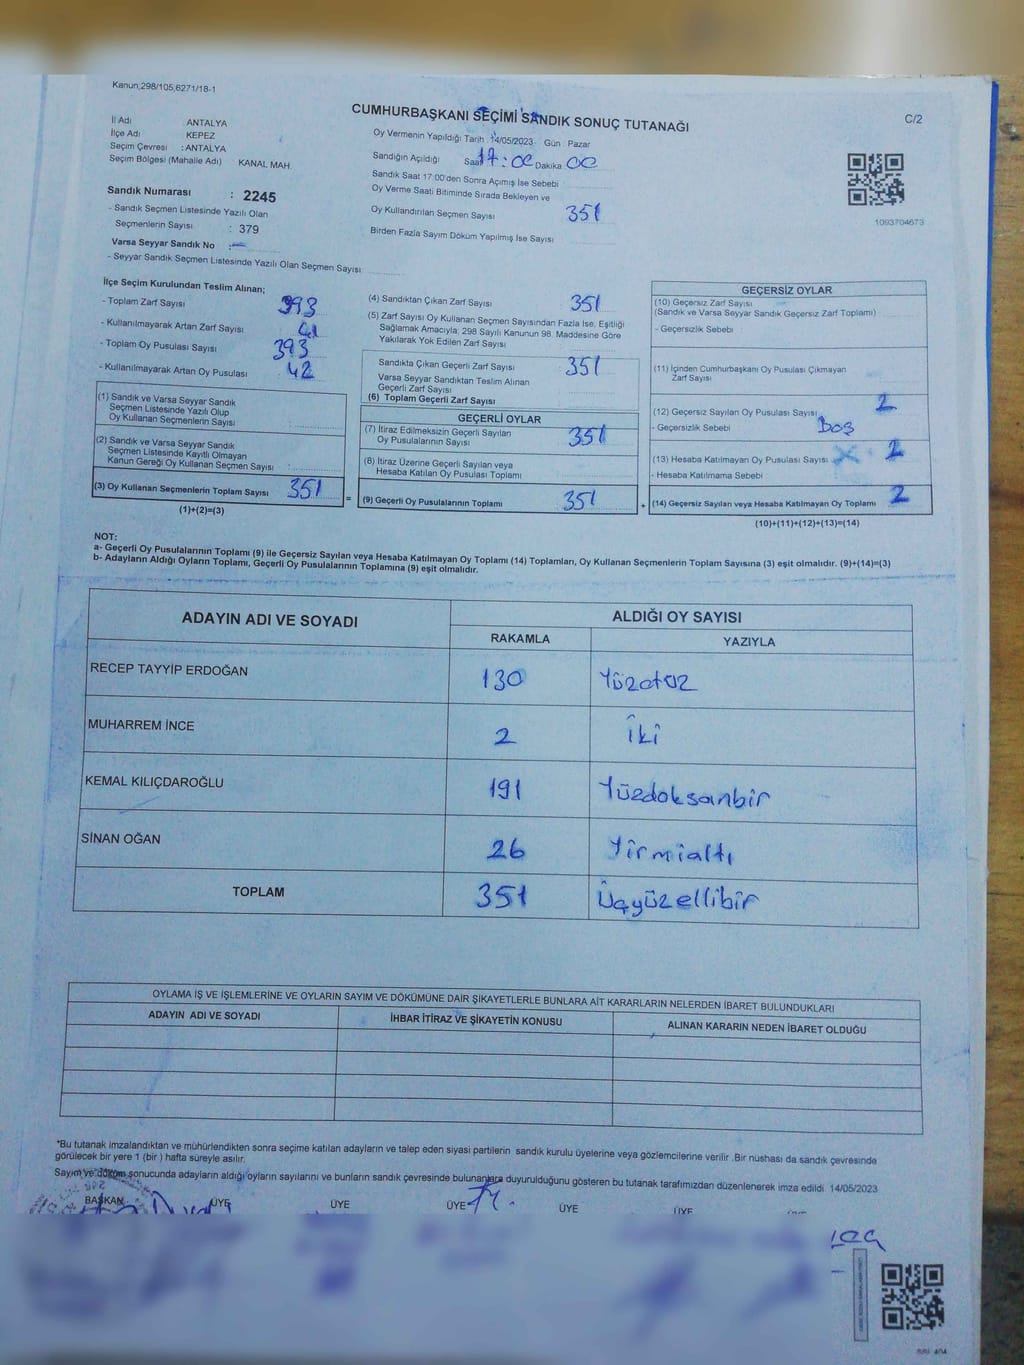 Kanun,298/105,6271/18-1
CUMHURBAŞKANI SEÇİMİ SANDIK SONUÇ TUTANAĞI
C/2
İl Adı ANTALYA
İlçe Adı KEPEZ
Seçim Çevresi : ANTALYA
Seçim Bölgesi (Mahalle Adı) KANAL MAH.
Oy Vermenin Yapıldığı Tarih 14/05/2023 Gün Pazar
Sandığın Açıldığı Saat 17:00 Dakika 00
Sandık Saat 17:00'den Sonra Açımış İse Sebebi
Oy Verme Saati Bitiminde Sırada Bekleyen ve
Oy Kullandırılan Seçmen Sayısı 351
Birden Fazla Sayım Döküm Yapılmış İse Sayısı
1093704673
Sandık Numarası : 2245
- Sandık Seçmen Listesinde Yazılı Olan
Seçmenlerin Sayısı : 379
Varsa Seyyar Sandık No : -
- Seyyar Sandık Seçmen Listesinde Yazılı Olan Seçmen Sayısı
İlçe Seçim Kurulundan Teslim Alınan;
- Toplam Zarf Sayısı 393
- Kullanılmayarak Artan Zarf Sayısı 41
- Toplam Oy Pusulası Sayısı 393
- Kullanılmayarak Artan Oy Pusulası 42
(1) Sandık ve Varsa Seyyar Sandık
Seçmen Listesinde Yazılı Olup
Oy Kullanan Seçmenlerin Sayısı
(2) Sandık ve Varsa Seyyar Sandık
Seçmen Listesinde Kayıtlı Olmayan
Kanun Gereği Oy Kullanan Seçmen Sayısı :
(3) Oy Kullanan Seçmenlerin Toplam Sayısı 351
(1)+(2)=(3)
=
(4) Sandıktan Çıkan Zarf Sayısı 351
(5) Zarf Sayısı Oy Kullanan Seçmen Sayısından Fazla İse, Eşitliği
Sağlamak Amacıyla; 298 Sayılı Kanunun 98. Maddesine Göre
Yakılarak Yok Edilen Zarf Sayısı
Sandıkta Çıkan Geçerli Zarf Sayısı 351
Varsa Seyyar Sandıktan Teslim Alınan
Geçerli Zarf Sayısı
(6) Toplam Geçerli Zarf Sayısı
GEÇERLİ OYLAR
(7) İtiraz Edilmeksizin Geçerli Sayılan
Oy Pusulalarının Sayısı 351
(8) İtiraz Üzerine Geçerli Sayılan veya
Hesaba Katılan Oy Pusulası Toplamı
(9) Geçerli Oy Pusulalarının Toplamı 351
+
GEÇERSİZ OYLAR
(10) Geçersiz Zarf Sayısı
(Sandık ve Varsa Seyyar Sandık Geçersiz Zarf Toplamı)
- Geçersizlik Sebebi
(11) İçinden Cumhurbaşkanı Oy Pusulası Çıkmayan
Zarf Sayısı
(12) Geçersiz Sayılan Oy Pusulası Sayısı 2
- Geçersizlik Sebebi Boş
(13) Hesaba Katılmayan Oy Pusulası Sayısı 2
- Hesaba Katılmama Sebebi
(14) Geçersiz Sayılan veya Hesaba Katılmayan Oy Toplamı 2
(10)+(11)+(12)+(13)=(14)
NOT:
a- Geçerli Oy Pusulalarının Toplamı (9) ile Geçersiz Sayılan veya Hesaba Katılmayan Oy Toplamı (14) Toplamları, Oy Kullanan Seçmenlerin Toplam Sayısına (3) eşit olmalıdır. (9)+(14)=(3)
b- Adayların Aldığı Oyların Toplamı, Geçerli Oy Pusulalarının Toplamına (9) eşit olmalıdır.
ADAYIN ADI VE SOYADI ALDIĞI OY SAYISI
RAKAMLA YAZIYLA
RECEP TAYYİP ERDOĞAN 130 Yüzotuz
MUHARREM İNCE 2 İki
KEMAL KILIÇDAROĞLU 191 Yüzdoksanbir
SİNAN OĞAN 26 Yirmialtı
TOPLAM 351 Üçyüzellibir
OYLAMA İŞ VE İŞLEMLERİNE VE OYLARIN SAYIM VE DÖKÜMÜNE DAİR ŞİKAYETLERLE BUNLARA AİT KARARLARIN NELERDEN İBARET BULUNDUKLARI
ADAYIN ADI VE SOYADI İHBAR İTİRAZ VE ŞİKAYETİN KONUSU ALINAN KARARIN NEDEN İBARET OLDUĞU
*Bu tutanak imzalandıktan ve mühürlendikten sonra seçime katılan adayların ve talep eden siyasi partilerin sandık kurulu üyelerine veya gözlemcilerine verilir .Bir nüshası da sandık çevresinde
görülecek bir yere 1 (bir ) hafta süreyle asılır.
Sayım ve döküm sonucunda adayların aldığı oyların sayılarını ve bunların sandık çevresinde bulunanlara duyurulduğunu gösteren bu tutanak tarafımızdan düzenlenerek imza edildi 14/05/2023
BAŞKAN ÜYE ÜYE ÜYE ÜYE ÜYE